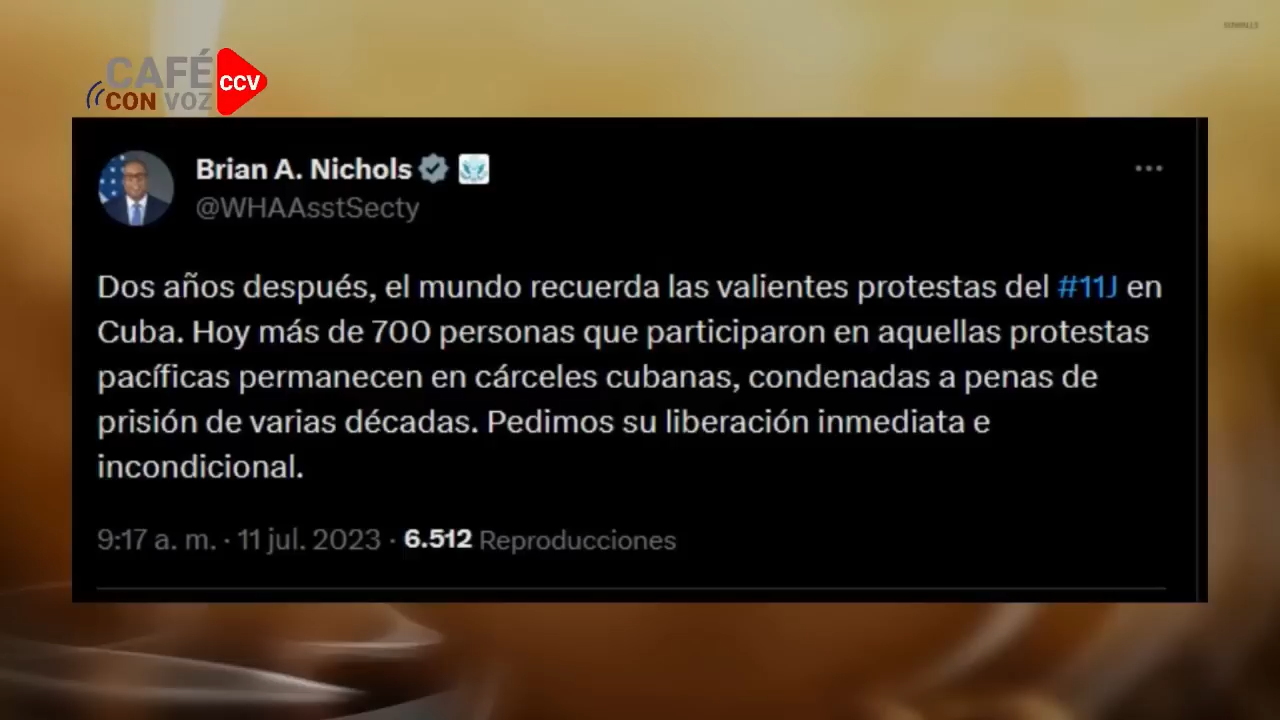 CAFÉ
CON VOZ
CCV
Brian A. Nichols
@WHAAsstSecty
Dos años después, el mundo recuerda las valientes protestas del #11J en
Cuba. Hoy más de 700 personas que participaron en aquellas protestas
pacíficas permanecen en cárceles cubanas, condenadas a penas de
prisión de varias décadas. Pedimos su liberación inmediata e
incondicional.
9:17 a. m. · 11 jul. 2023 · 6.512 Reproducciones